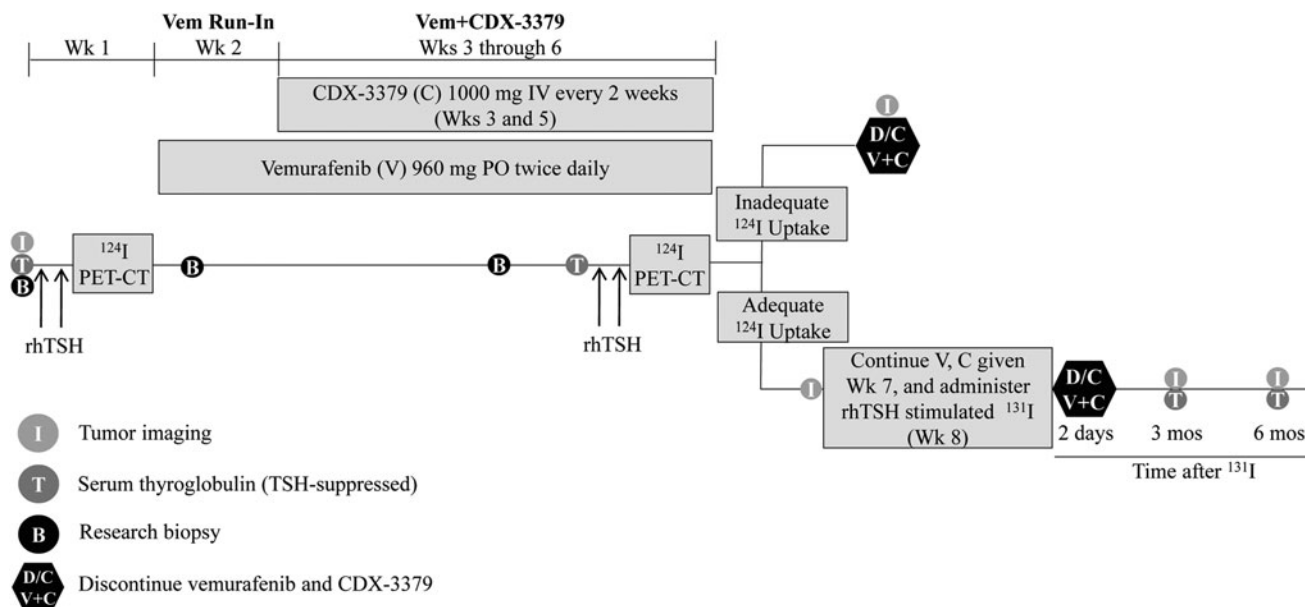 Vem Run-In
Vem+CDX-3379
Wk 1
Wk 2
Wks 3 through 6
CDX-3379 (C) 1000 mg IV every 2 weeks
(Wks 3 and 5)
Vemurafenib (V) 960 mg PO twice daily
I
D/C
V+C
Inadequate
¹²⁴I Uptake
I
T
B
¹²⁴I
PET-CT
B
B
T
¹²⁴I
PET-CT
rhTSH
rhTSH
Adequate
¹²⁴I Uptake
I
Continue V, C given
Wk 7, and administer
rhTSH stimulated ¹³¹I
(Wk 8)
D/C
V+C
I
T
I
T
2 days
3 mos
6 mos
Time after ¹³¹I
I Tumor imaging
T Serum thyroglobulin (TSH-suppressed)
B Research biopsy
D/C
V+C
Discontinue vemurafenib and CDX-3379